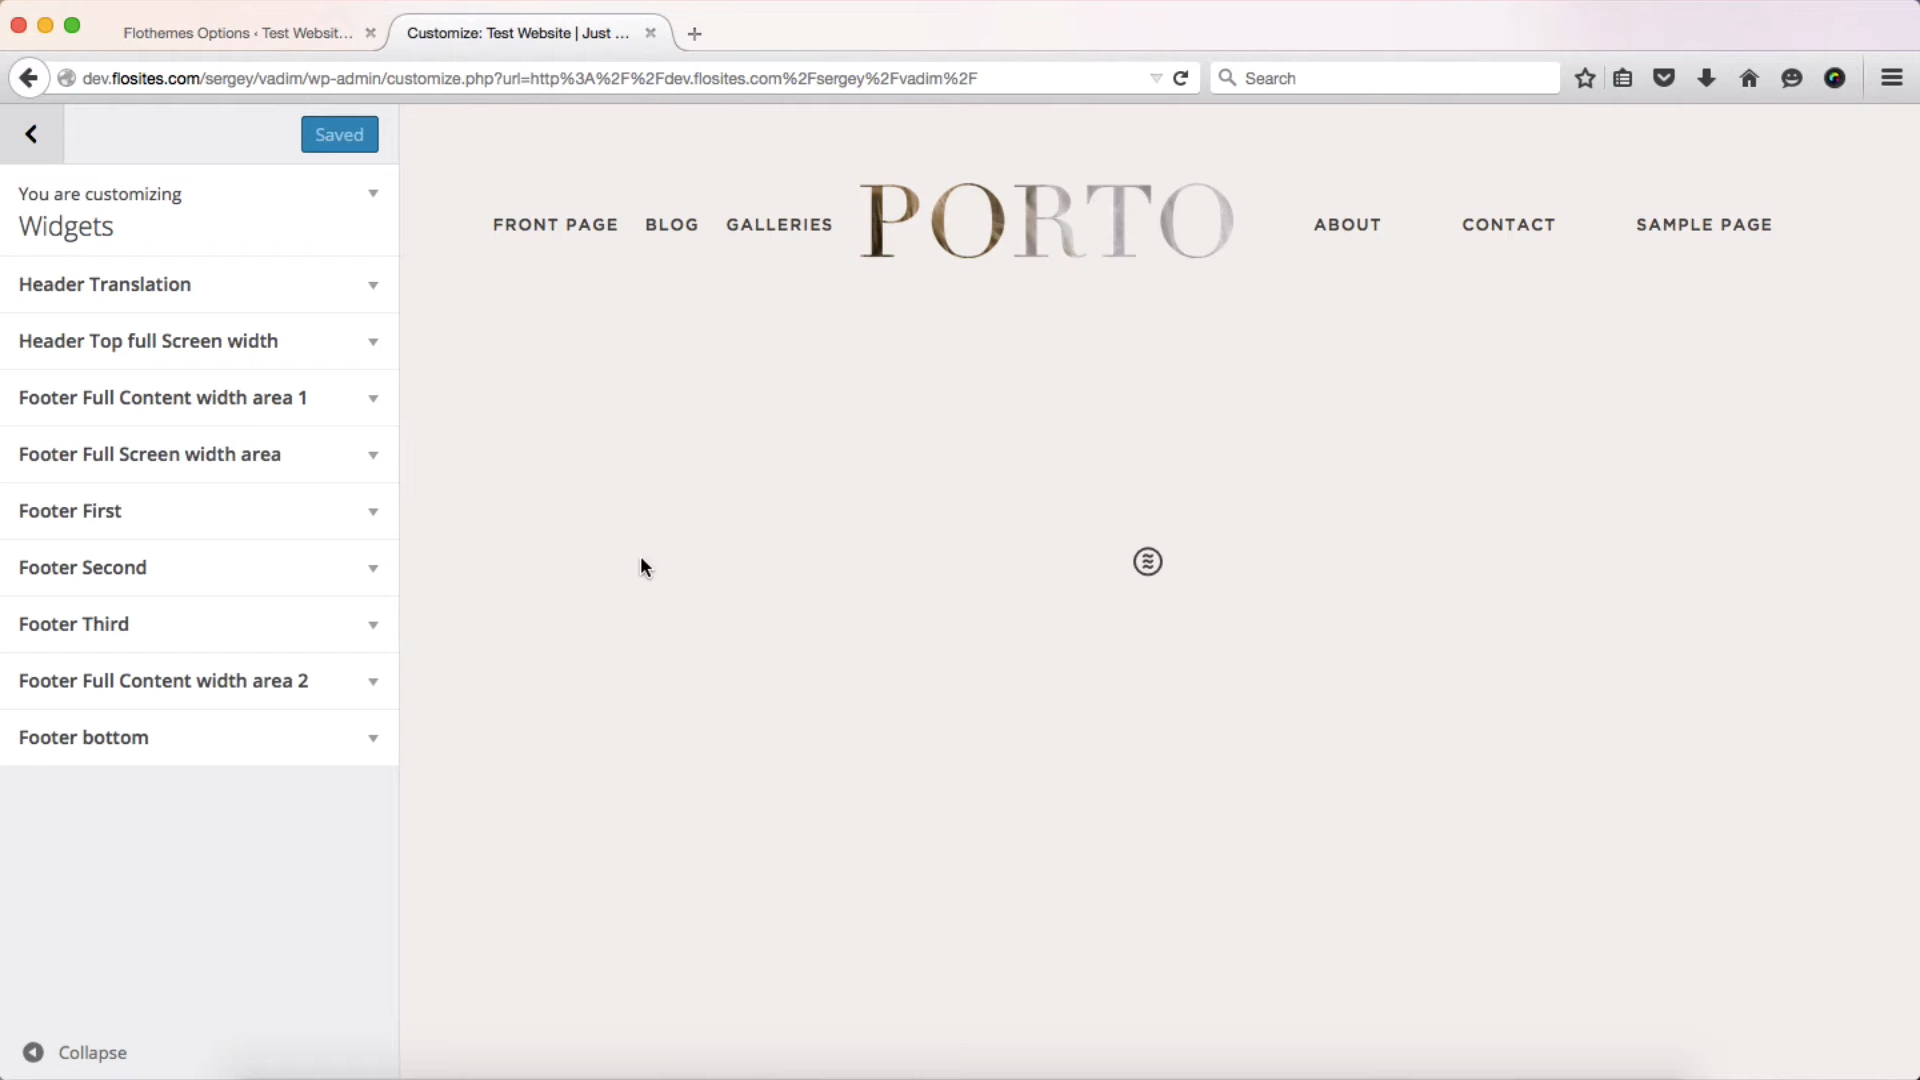 Flothemes Options ‹ Test Websit...
Customize: Test Website | Just ...
dev.flosites.com/sergey/vadim/wp-admin/customize.php?url=http%3A%2F%2Fdev.flosites.com%2Fsergey%2Fvadim%2F
Search
Saved
You are customizing
Widgets
Header Translation
Header Top full Screen width
Footer Full Content width area 1
Footer Full Screen width area
Footer First
Footer Second
Footer Third
Footer Full Content width area 2
Footer bottom
Collapse
FRONT PAGE BLOG GALLERIES PORTO ABOUT CONTACT SAMPLE PAGE